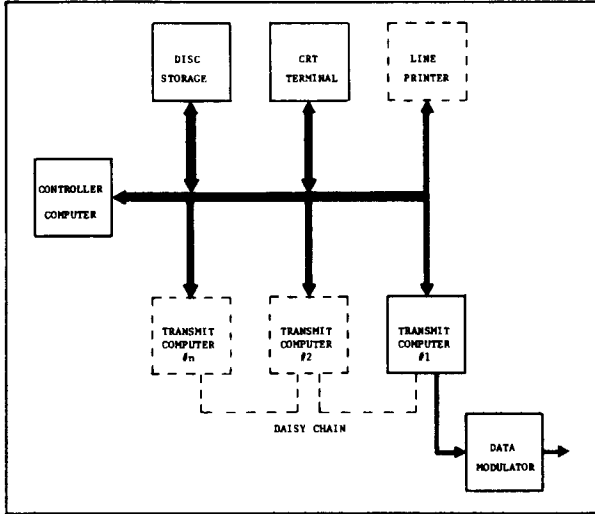 DISC
STORAGE
CRT
TERMINAL
LINE
PRINTER
CONTROLLER
COMPUTER
TRANSMIT
COMPUTER
#n
TRANSMIT
COMPUTER
#2
TRANSMIT
COMPUTER
#1
DAISY CHAIN
DATA
MODULATOR